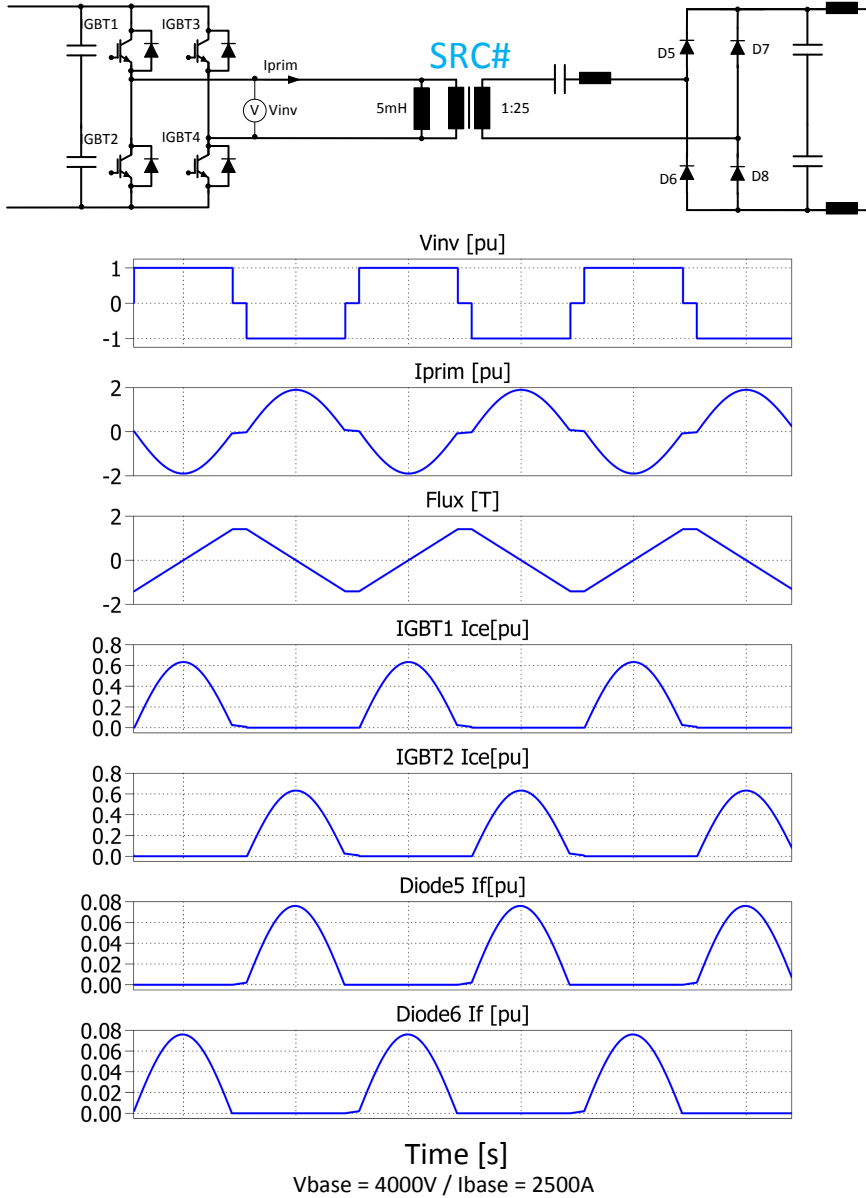 IGBT1 IGBT3
Iprim
SRC#
D5 D7
V Vinv
5mH 1:25
IGBT2 IGBT4
D6 D8
Vinv [pu]
1
0
-1
Iprim [pu]
2
0
-2
Flux [T]
2
0
-2
IGBT1 Ice[pu]
0.8
0.6
0.4
0.2
0.0
IGBT2 Ice[pu]
0.8
0.6
0.4
0.2
0.0
Diode5 If[pu]
0.08
0.06
0.04
0.02
0.00
Diode6 If [pu]
0.08
0.06
0.04
0.02
0.00
Time [s]
Vbase = 4000V / Ibase = 2500A